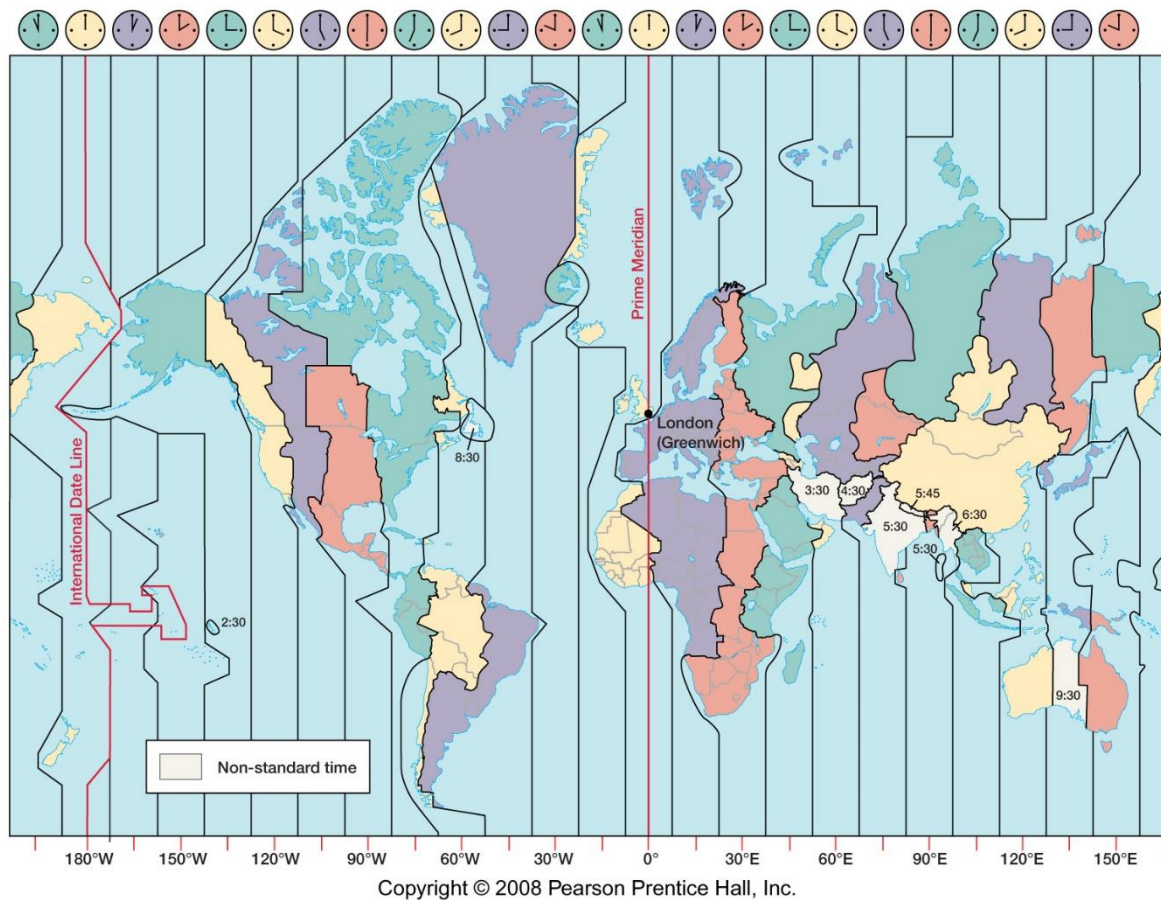 International Date Line
Prime Meridian
London
(Greenwich)
8:30
2:30
3:30
4:30
5:45
6:30
5:30
5:30
9:30
Non-standard time
180°W 150°W 120°W 90°W 60°W 30°W 0° 30°E 60°E 90°E 120°E 150°E
Copyright © 2008 Pearson Prentice Hall, Inc.